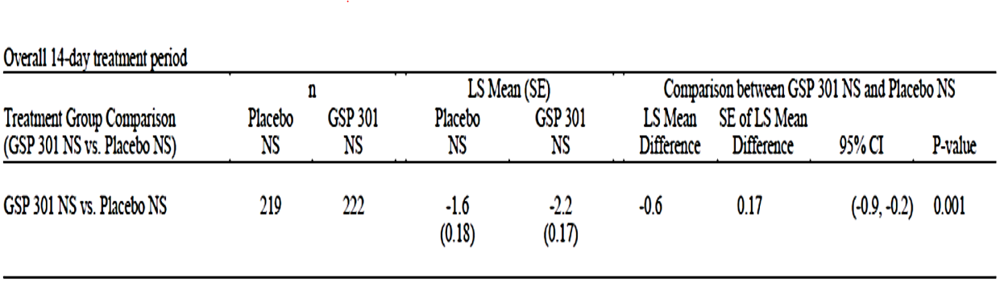 Overall 14-day treatment period
n LS Mean (SE) Comparison between GSP 301 NS and Placebo NS
Treatment Group Comparison Placebo GSP 301 Placebo GSP 301 LS Mean SE of LS Mean
(GSP 301 NS vs. Placebo NS) NS NS NS NS Difference Difference 95% CI P-value
GSP 301 NS vs. Placebo NS 219 222 -1.6 -2.2 -0.6 0.17 (-0.9, -0.2) 0.001
(0.18) (0.17)